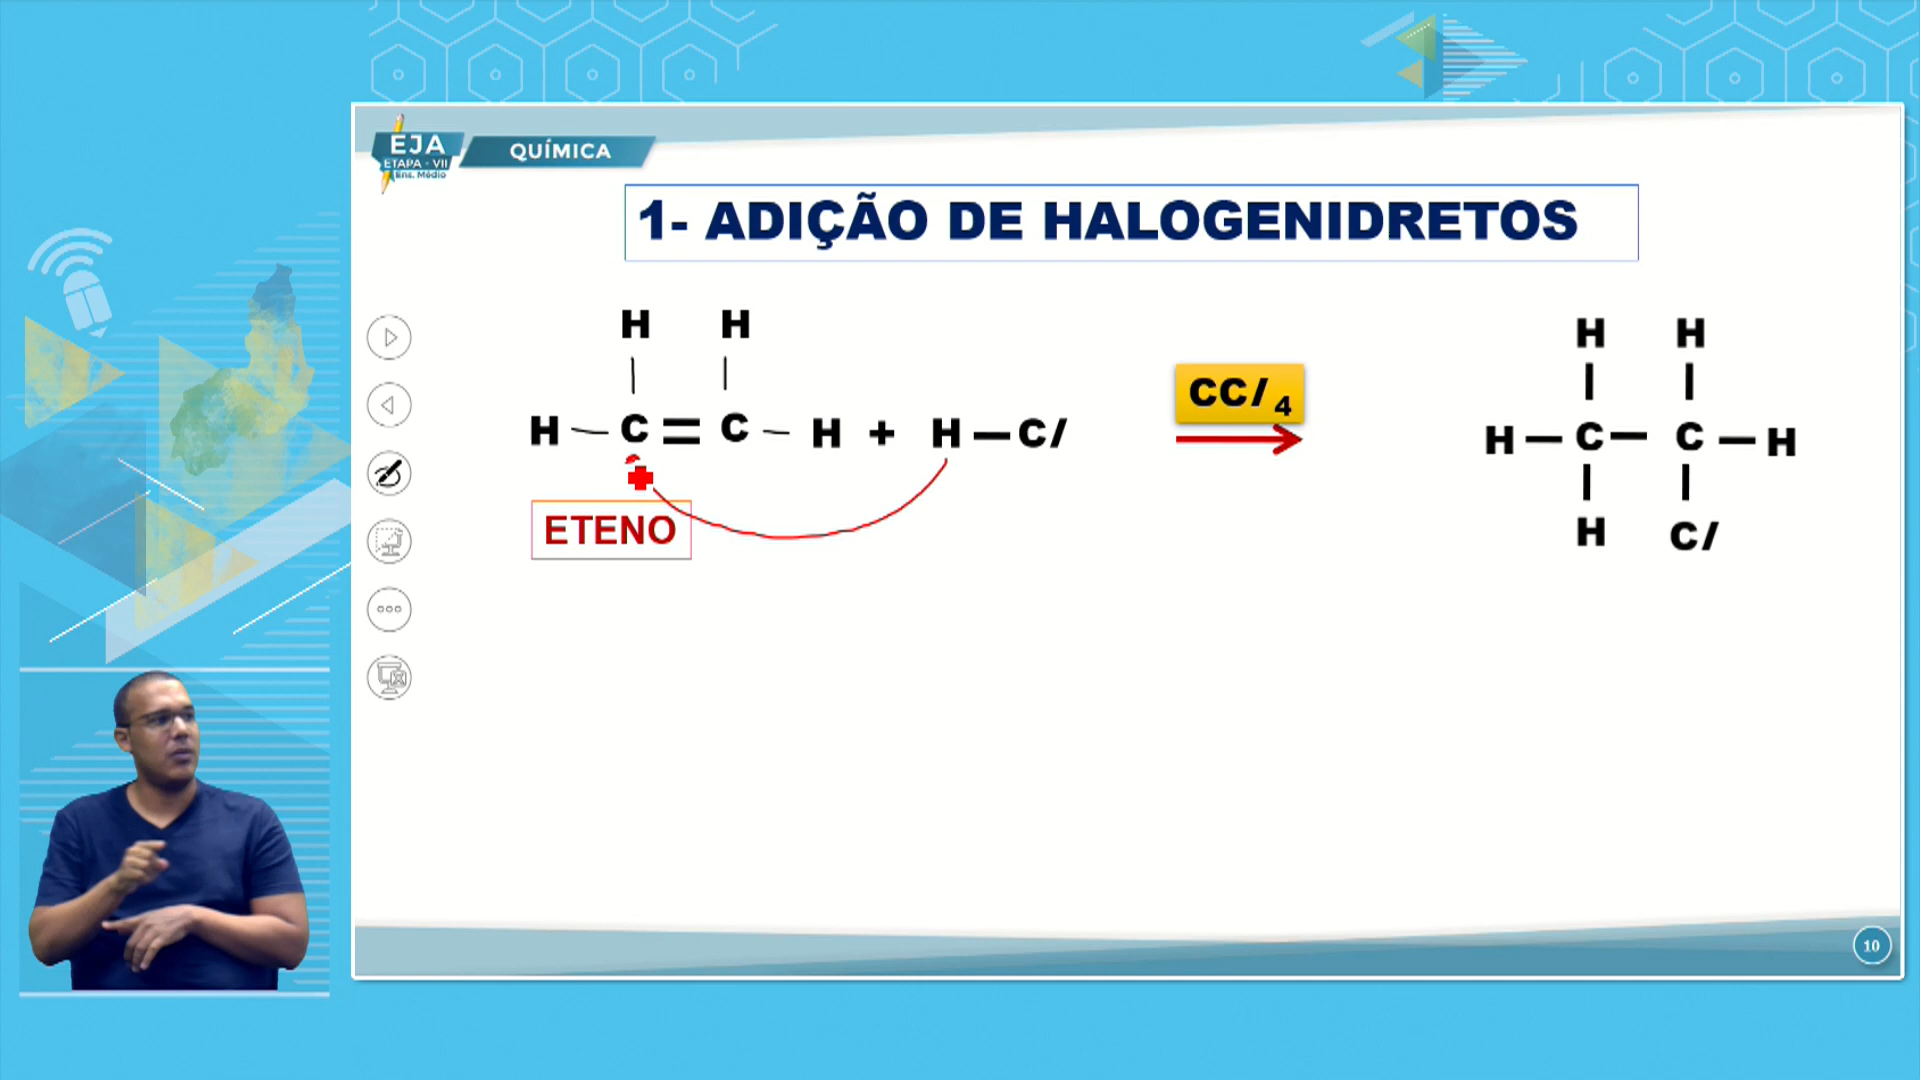 EJA
ETAPA - VII
Ens. Médio
QUÍMICA
1- ADIÇÃO DE HALOGENIDRETOS
H H
H — C = C — H + H — Cl
ETENO
CCl4
H H
H — C — C — H
H Cl
10